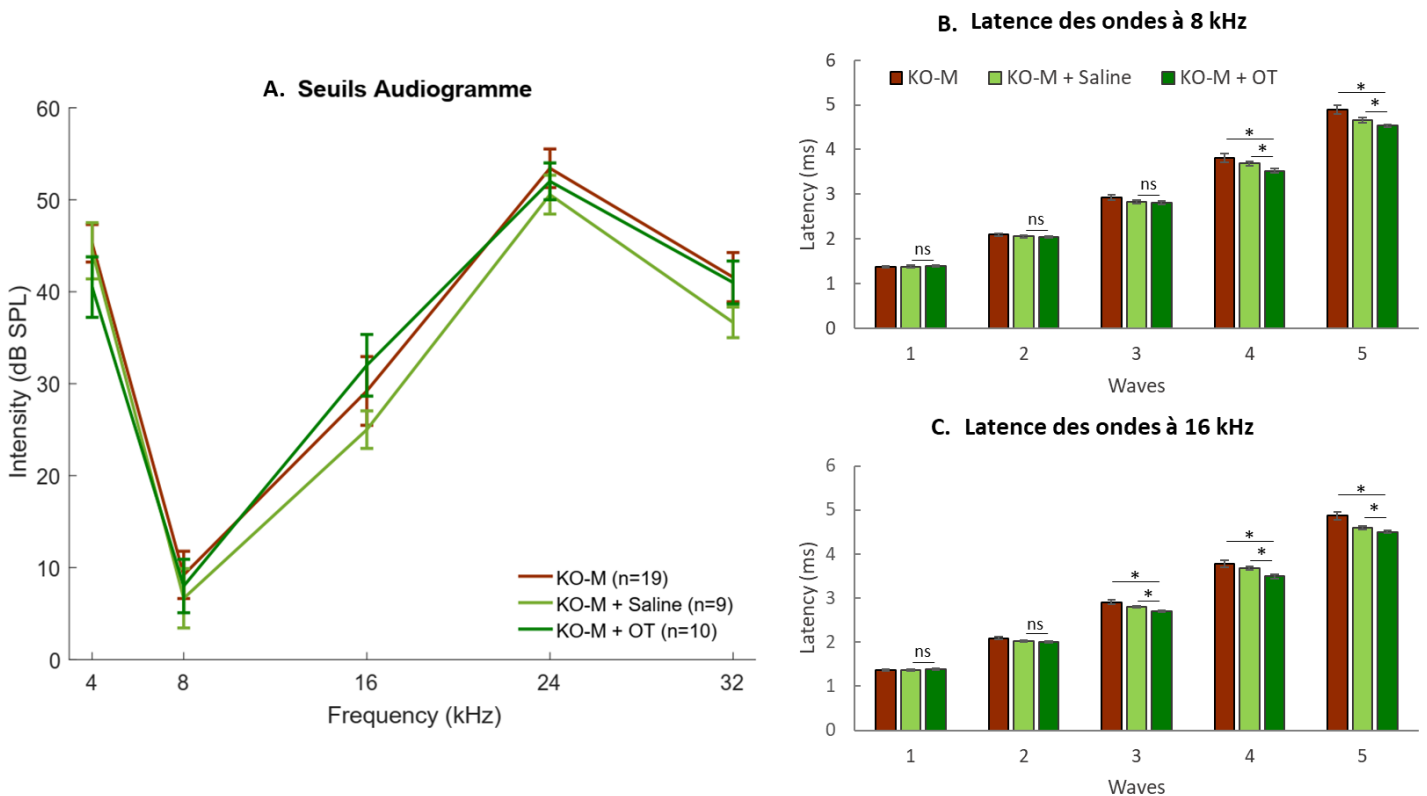 A. Seuils Audiogramme
60
50
40
30
20
10
0
Intensity (dB SPL)
4 8 16 24 32
Frequency (kHz)
KO-M (n=19)
KO-M + Saline (n=9)
KO-M + OT (n=10)
B. Latence des ondes à 8 kHz
KO-M KO-M + Saline KO-M + OT
6
5
4
3
2
1
0
Latency (ms)
ns ns ns * * * *
1 2 3 4 5
Waves
C. Latence des ondes à 16 kHz
6
5
4
3
2
1
0
Latency (ms)
ns ns * * * * * *
1 2 3 4 5
Waves